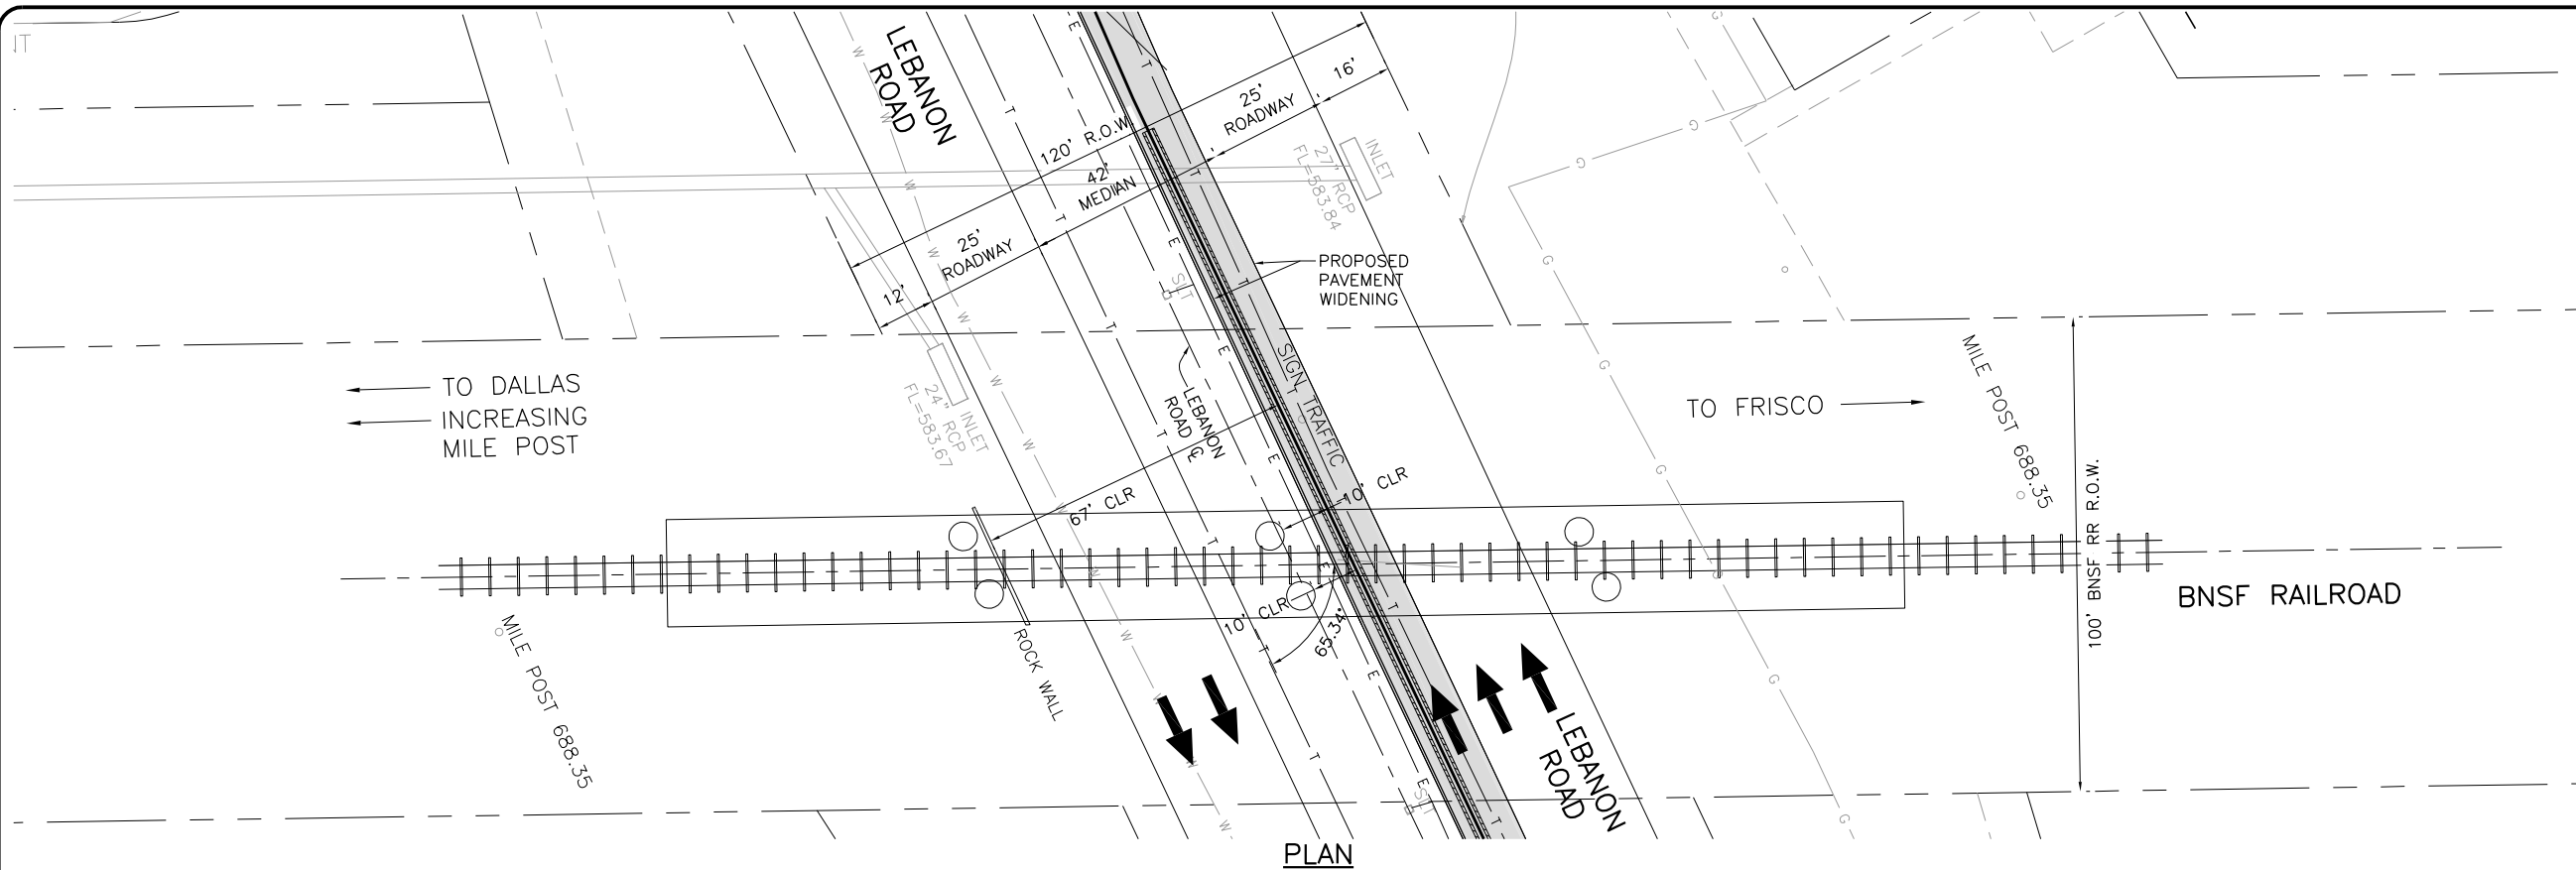 LEBANON
ROAD
120' R.O.W.
25'
ROADWAY
16'
42'
MEDIAN
25'
ROADWAY
12'
INLET
27" RCP
FL=583.84
PROPOSED
PAVEMENT
WIDENING
SLT
INLET
24" RCP
FL=583.67
TO DALLAS
INCREASING
MILE POST
LEBANON
ROAD ℄
SIGN TRAFFIC
TO FRISCO
MILE POST 688.35
100' BNSF RR R.O.W.
67' CLR
10' CLR
10' CLR
65.34°
ROCK WALL
MILE POST 688.35
BNSF RAILROAD
LEBANON
ROAD
SLT
PLAN